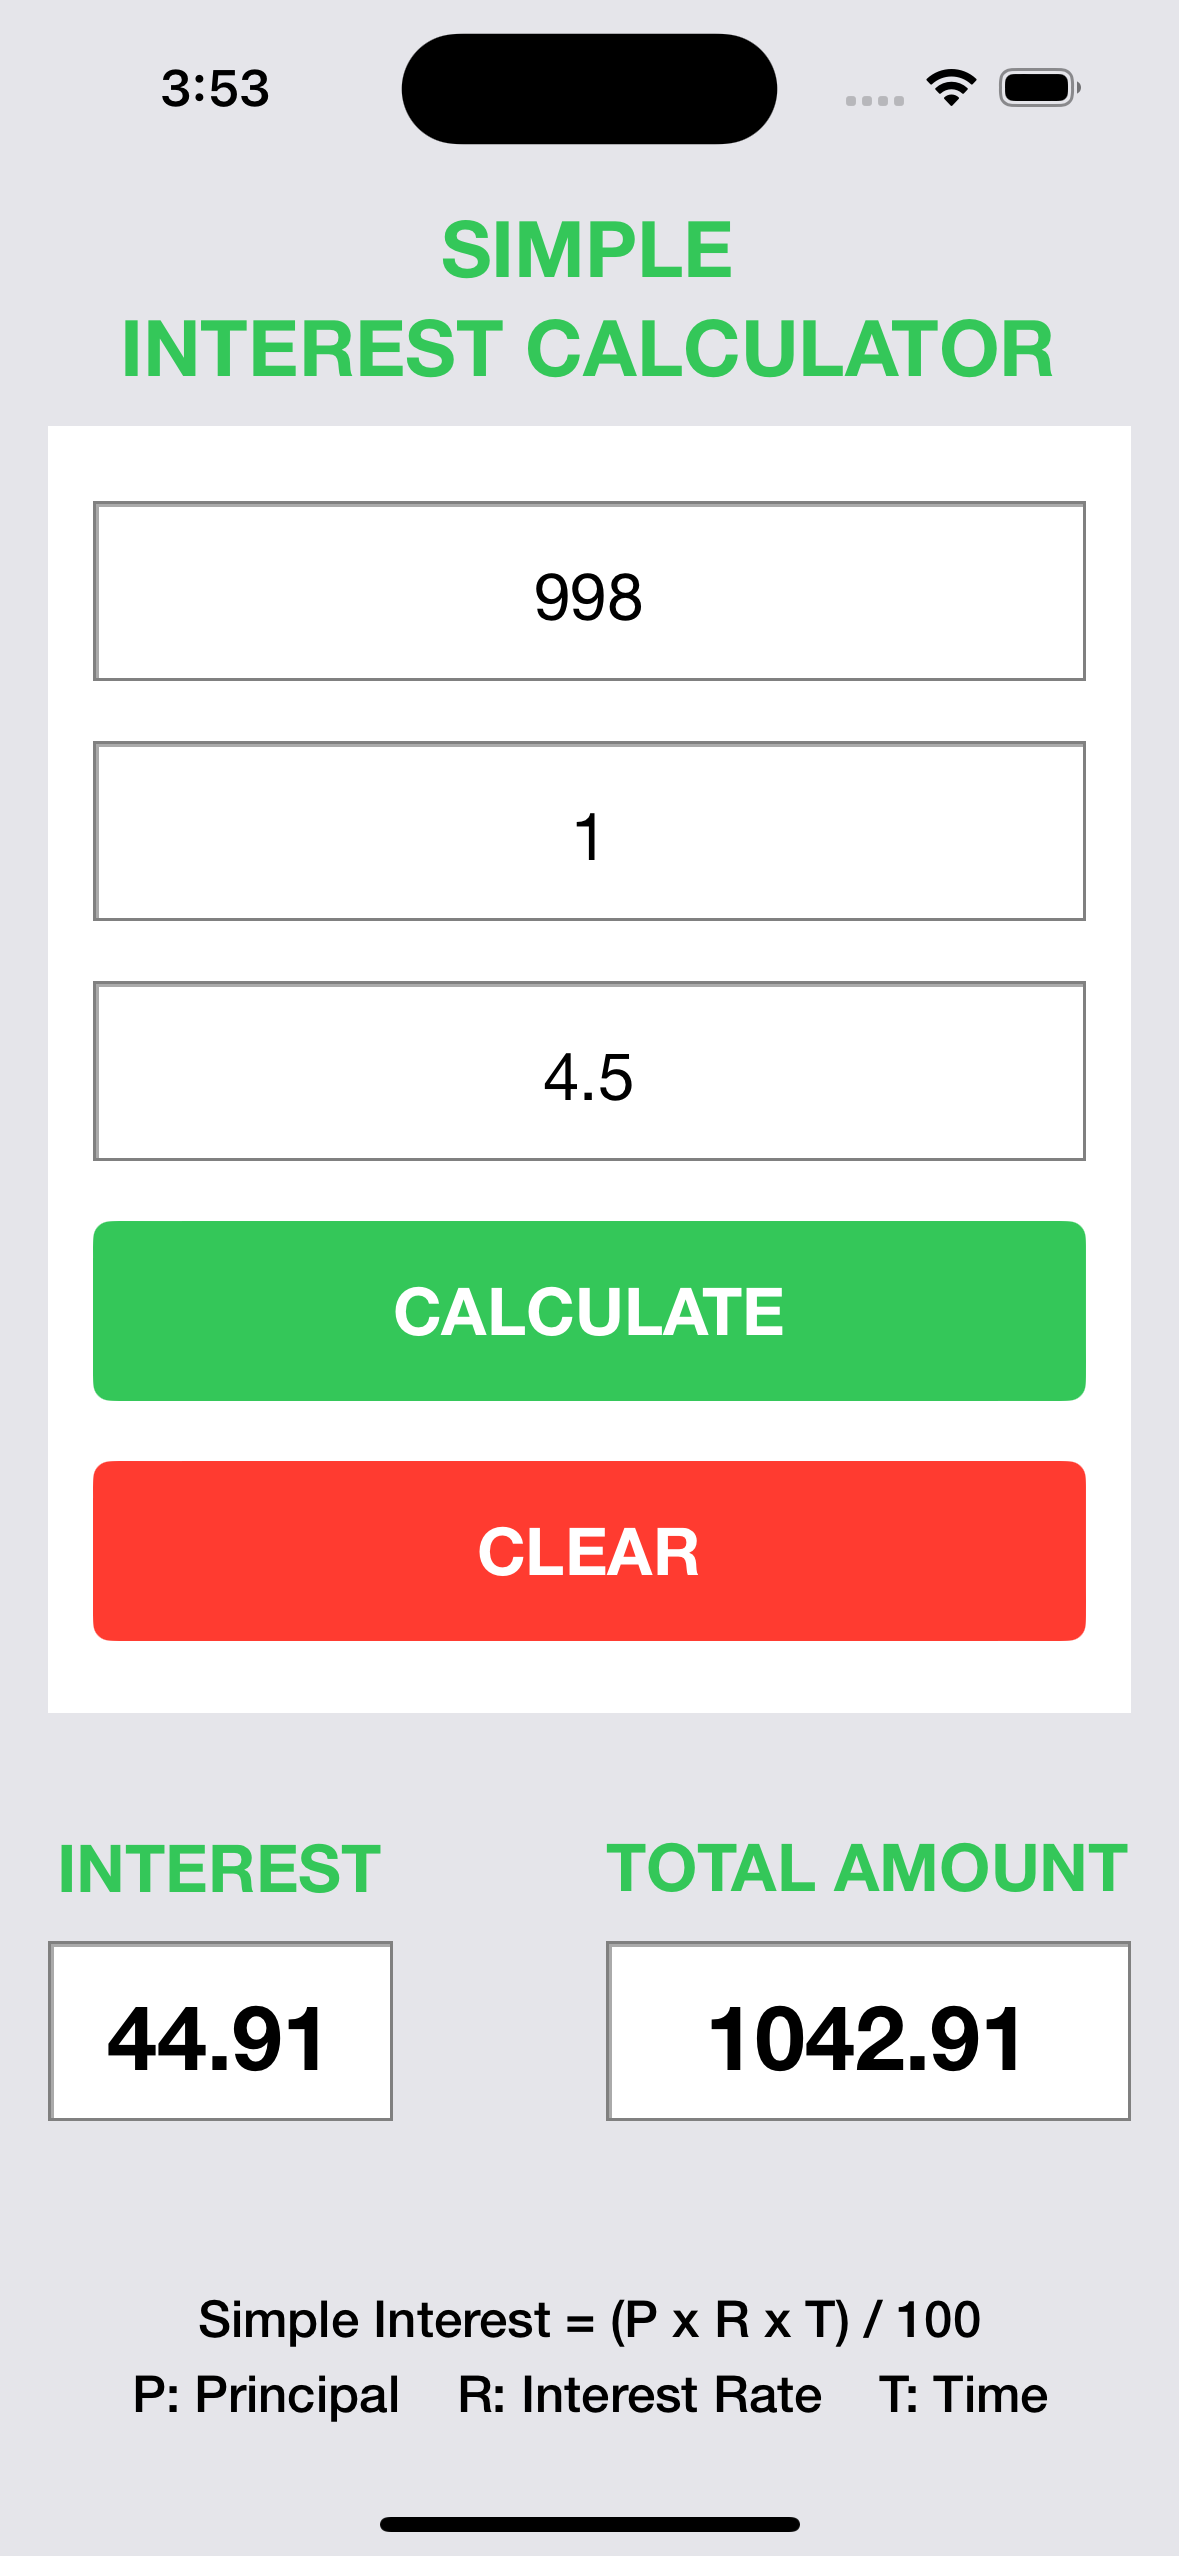 3:53
SIMPLE
INTEREST CALCULATOR
998
1
4.5
CALCULATE
CLEAR
INTEREST TOTAL AMOUNT
44.91 1042.91
Simple Interest = (P x R x T) / 100
P: Principal R: Interest Rate T: Time